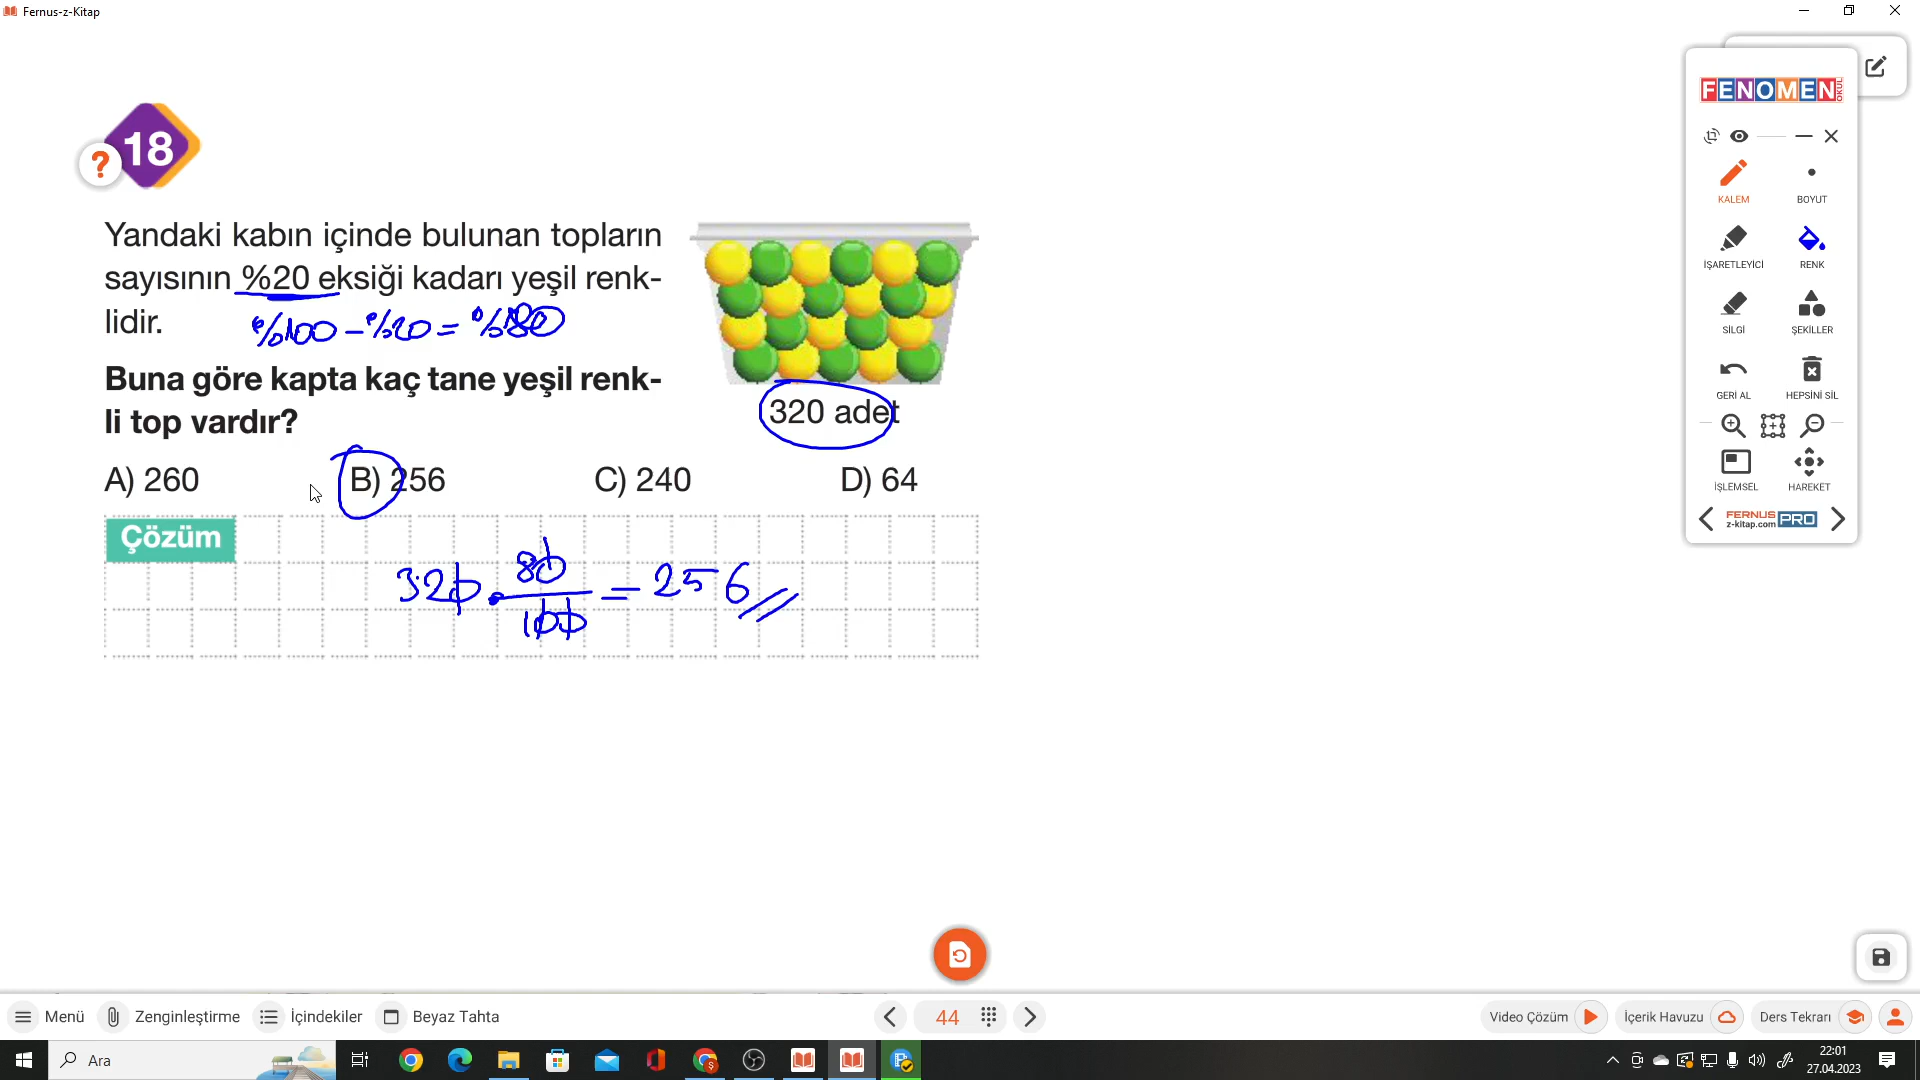 Fernus-z-Kitap
FENOMEN OKUL
18
?
Yandaki kabın içinde bulunan topların
sayısının %20 eksiği kadarı yeşil renk-
lidir.
%100 - %20 = %80
Buna göre kapta kaç tane yeşil renk-
li top vardır?
320 adet
A) 260
B) 256
C) 240
D) 64
Çözüm
320 . 80/100 = 256
KALEM
BOYUT
İŞARETLEYİCİ
RENK
SİLGİ
ŞEKİLLER
GERİ AL
HEPSİNİ SİL
İŞLEMSEL
HAREKET
FERNUS
z-kitap.com
PRO
Menü
Zenginleştirme
İçindekiler
Beyaz Tahta
44
Video Çözüm
İçerik Havuzu
Ders Tekrarı
Ara
22:01
27.04.2023